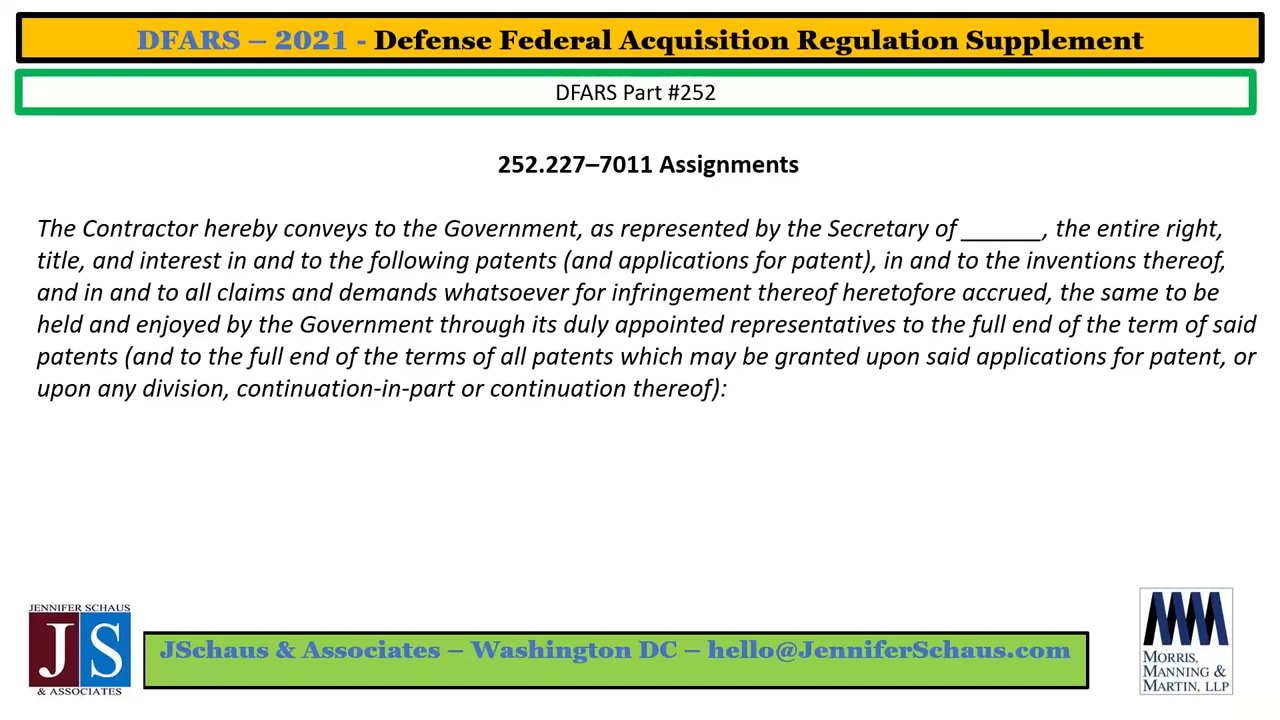 DFARS – 2021 - Defense Federal Acquisition Regulation Supplement
DFARS Part #252
252.227–7011 Assignments
The Contractor hereby conveys to the Government, as represented by the Secretary of ______, the entire right,
title, and interest in and to the following patents (and applications for patent), in and to the inventions thereof,
and in and to all claims and demands whatsoever for infringement thereof heretofore accrued, the same to be
held and enjoyed by the Government through its duly appointed representatives to the full end of the term of said
patents (and to the full end of the terms of all patents which may be granted upon said applications for patent, or
upon any division, continuation-in-part or continuation thereof):
JENNIFER SCHAUS
JS
& ASSOCIATES
JSchaus & Associates – Washington DC – hello@JenniferSchaus.com
MORRIS,
MANNING &
MARTIN, LLP